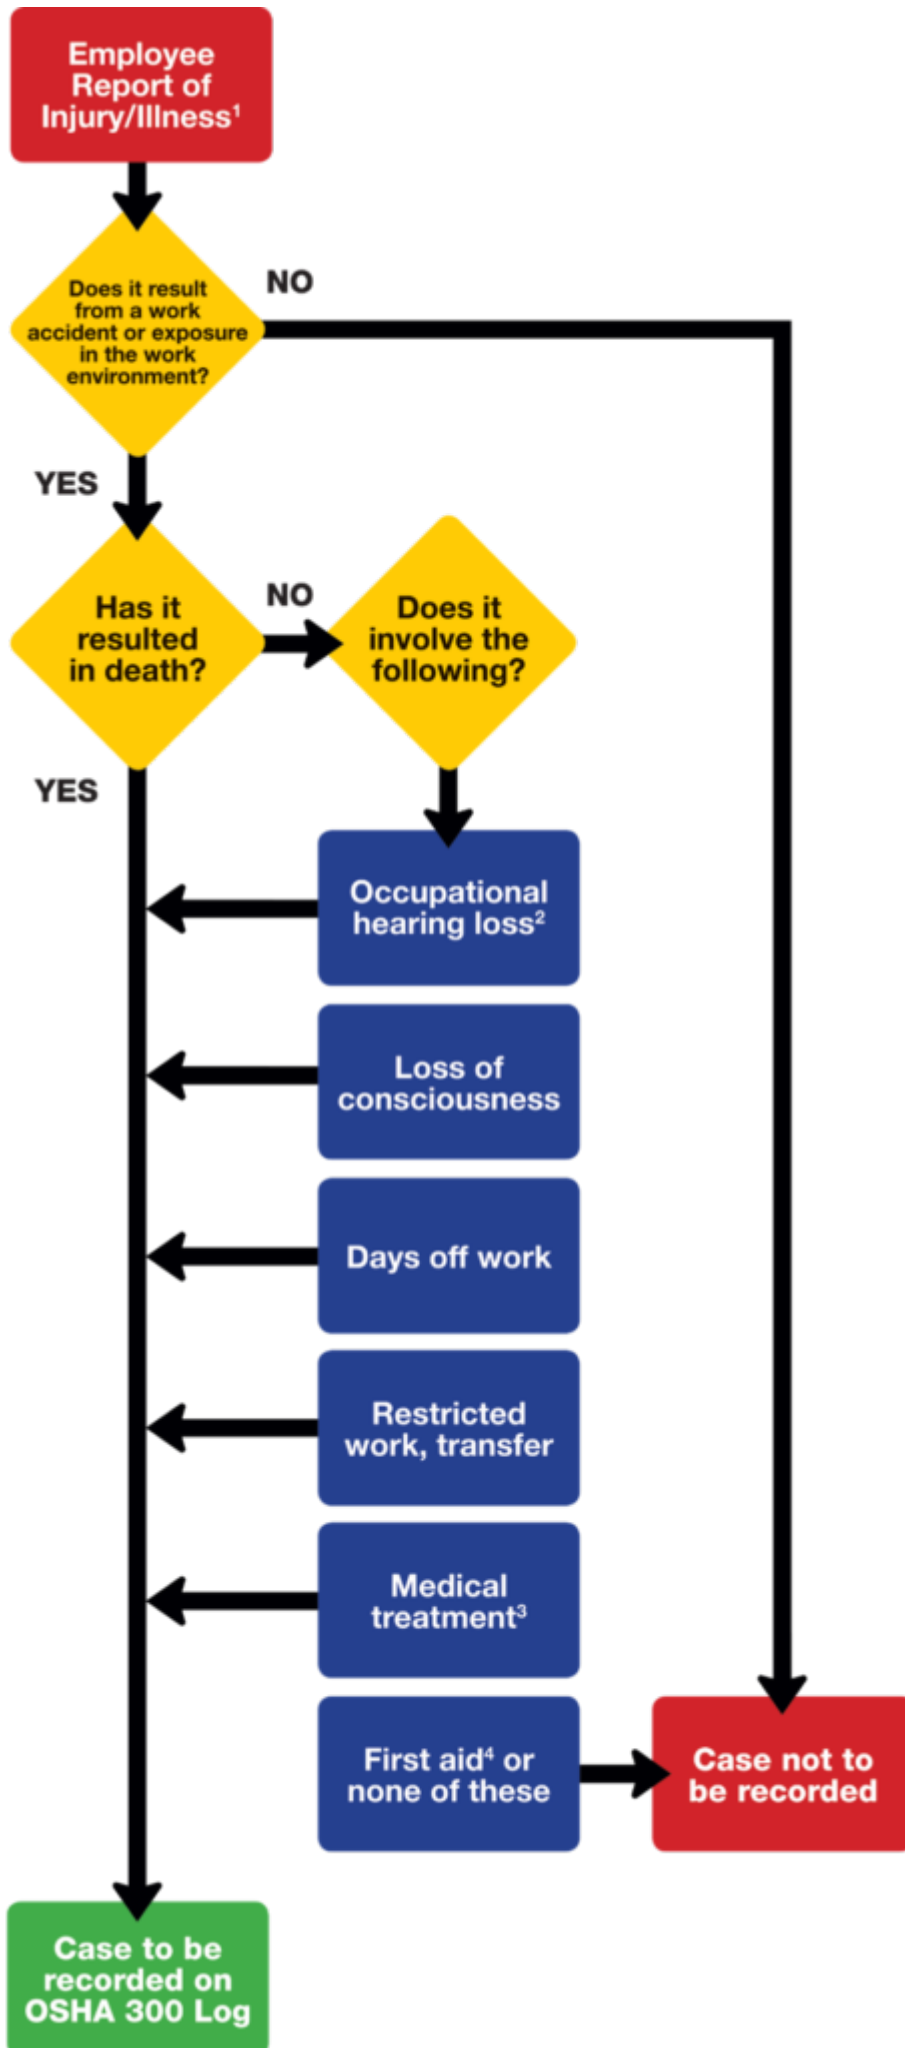 Employee
Report of
Injury/Illness¹
Does it result
from a work
accident or exposure
in the work
environment?
NO
YES
Has it
resulted
in death?
NO
Does it
involve the
following?
YES
Occupational
hearing loss²
Loss of
consciousness
Days off work
Restricted
work, transfer
Medical
treatment³
First aid⁴ or
none of these
Case not to
be recorded
Case to be
recorded on
OSHA 300 Log